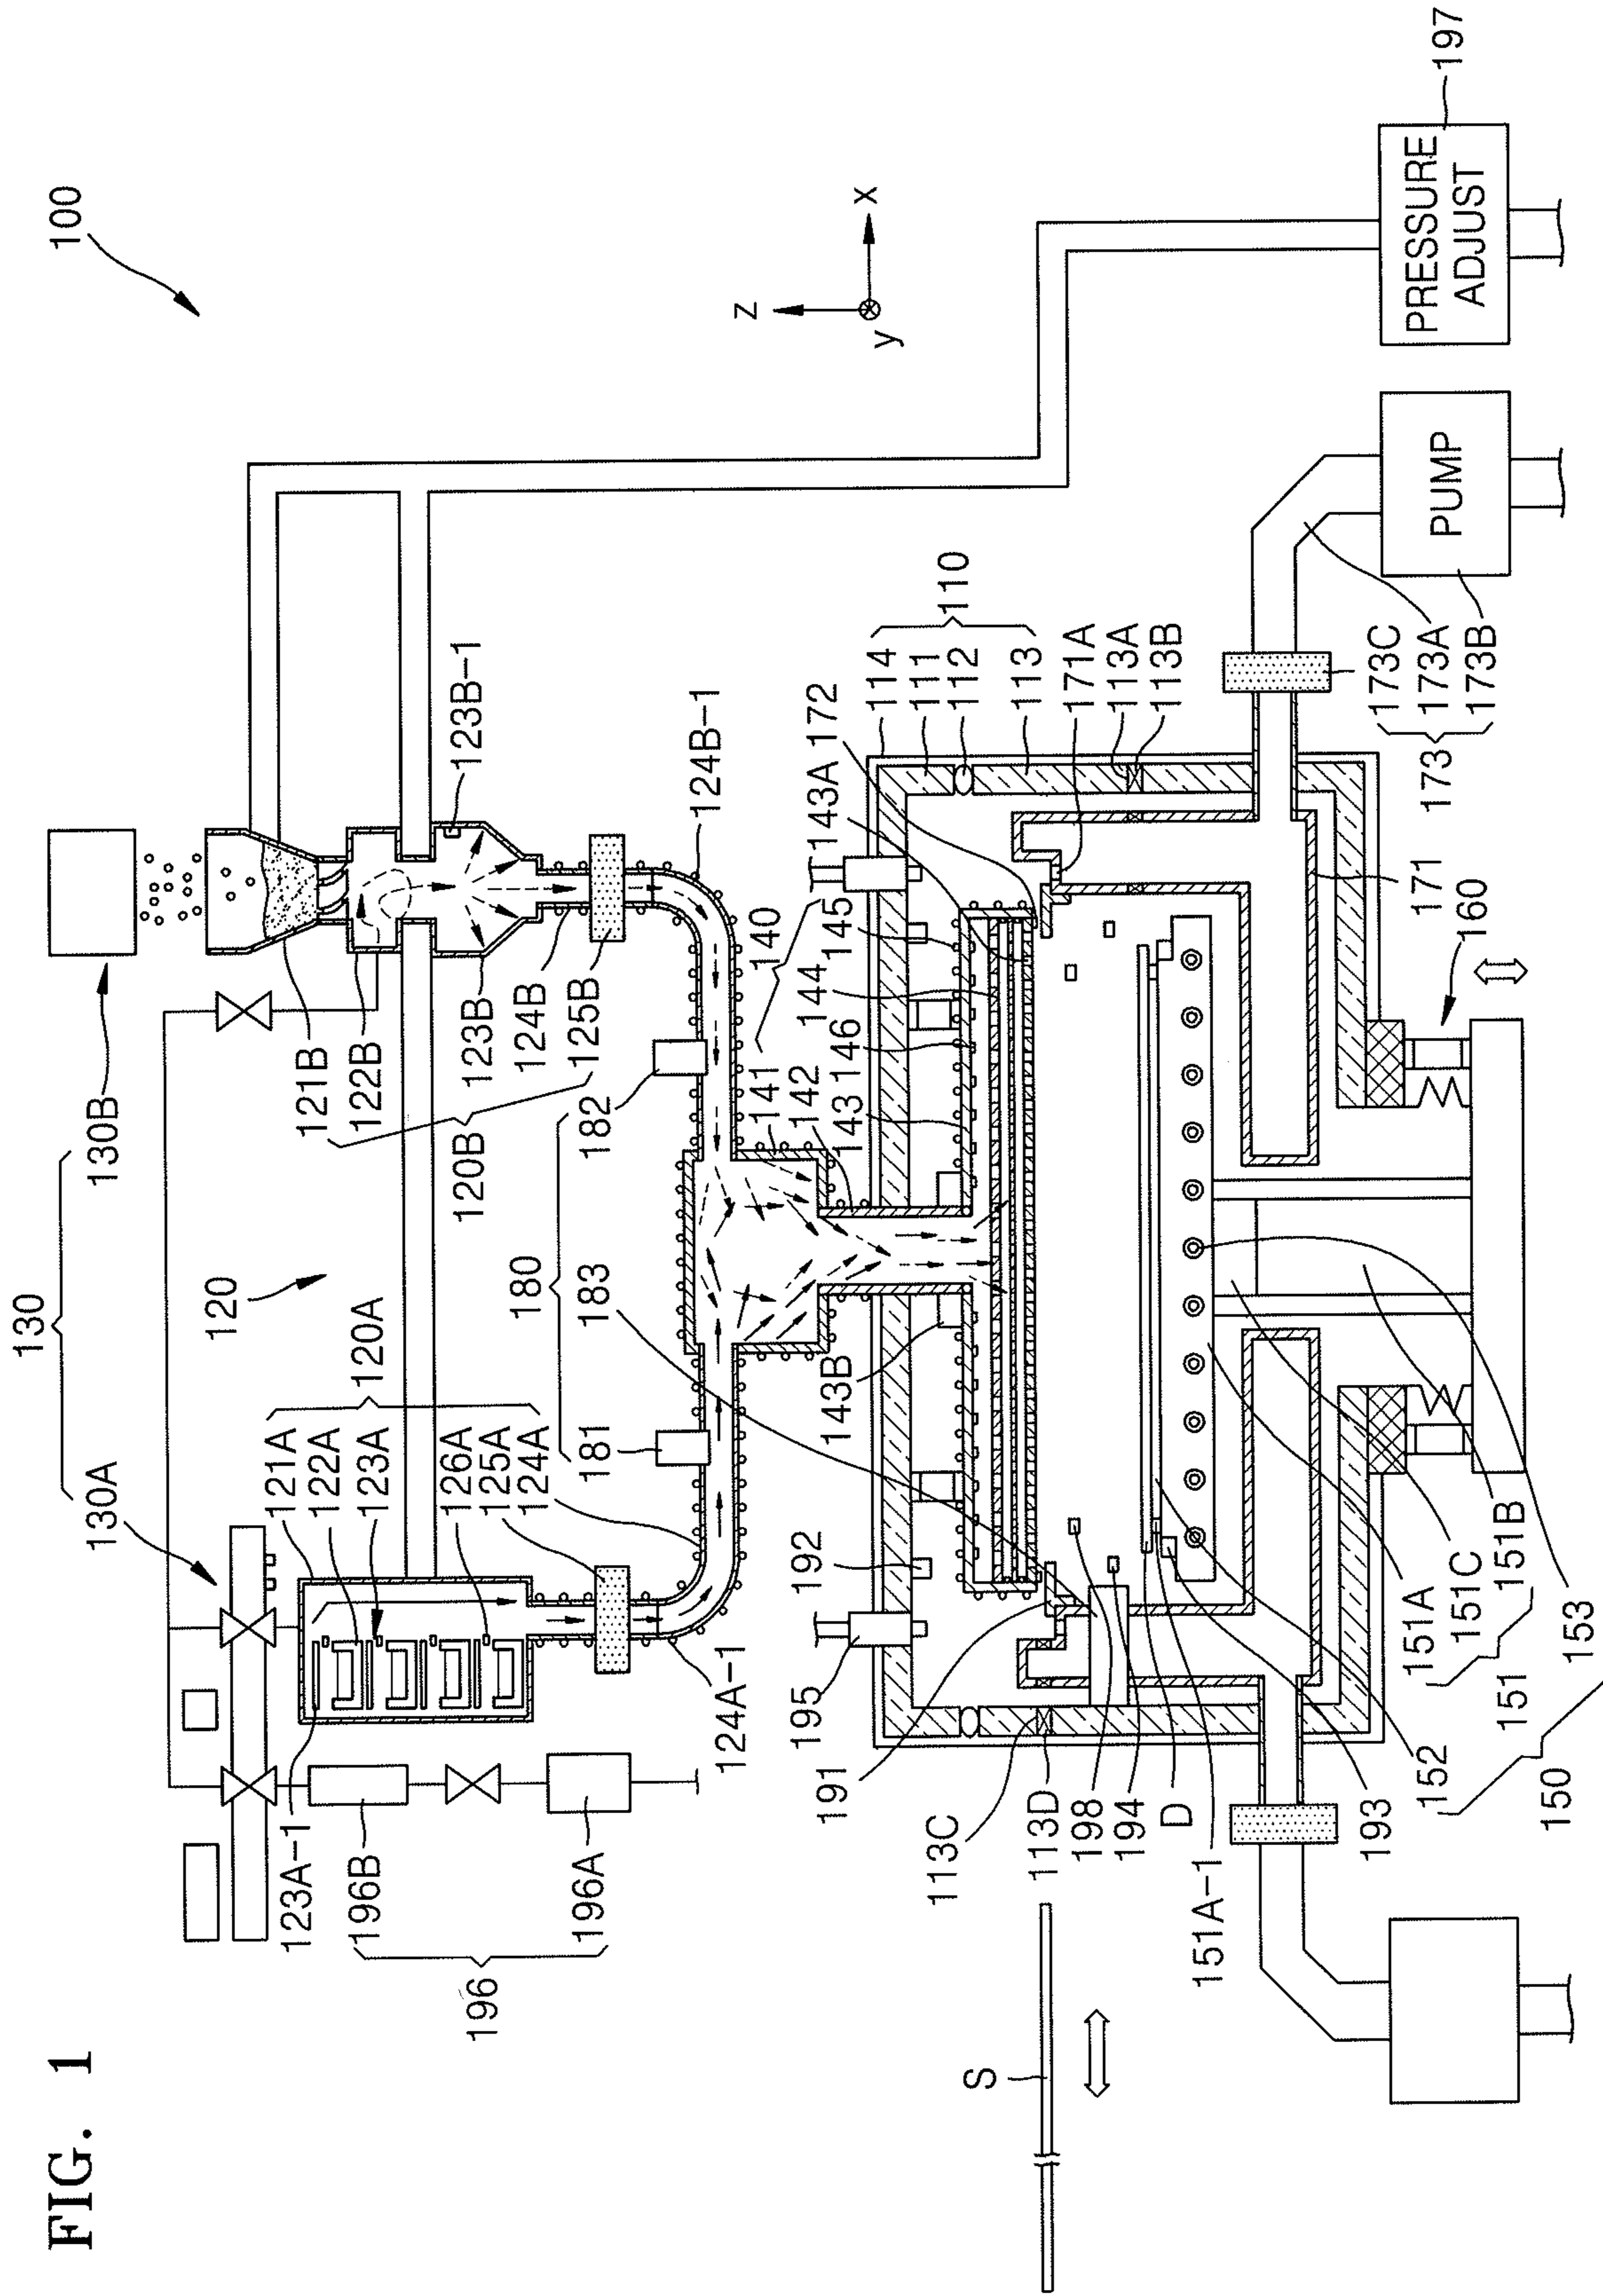 FIG. 1
100
130
130A
130B
120
120A
121A
122A
123A
126A
125A
124A
123A-1
196B
196A
196
124A-1
181
180
182
183
121B
122B
123B
124B
125B
120B
123B-1
124B-1
141
142
140
143
146
144
145
143A
172
143B
114
111
112
113
110
171A
113A
113B
173C
173A
173B
173
171
160
195
192
191
113C
113D
198
194
D
151A-1
193
152
150
151
151A
151C
151B
153
S
z
x
y
PUMP
PRESSURE
ADJUST
197